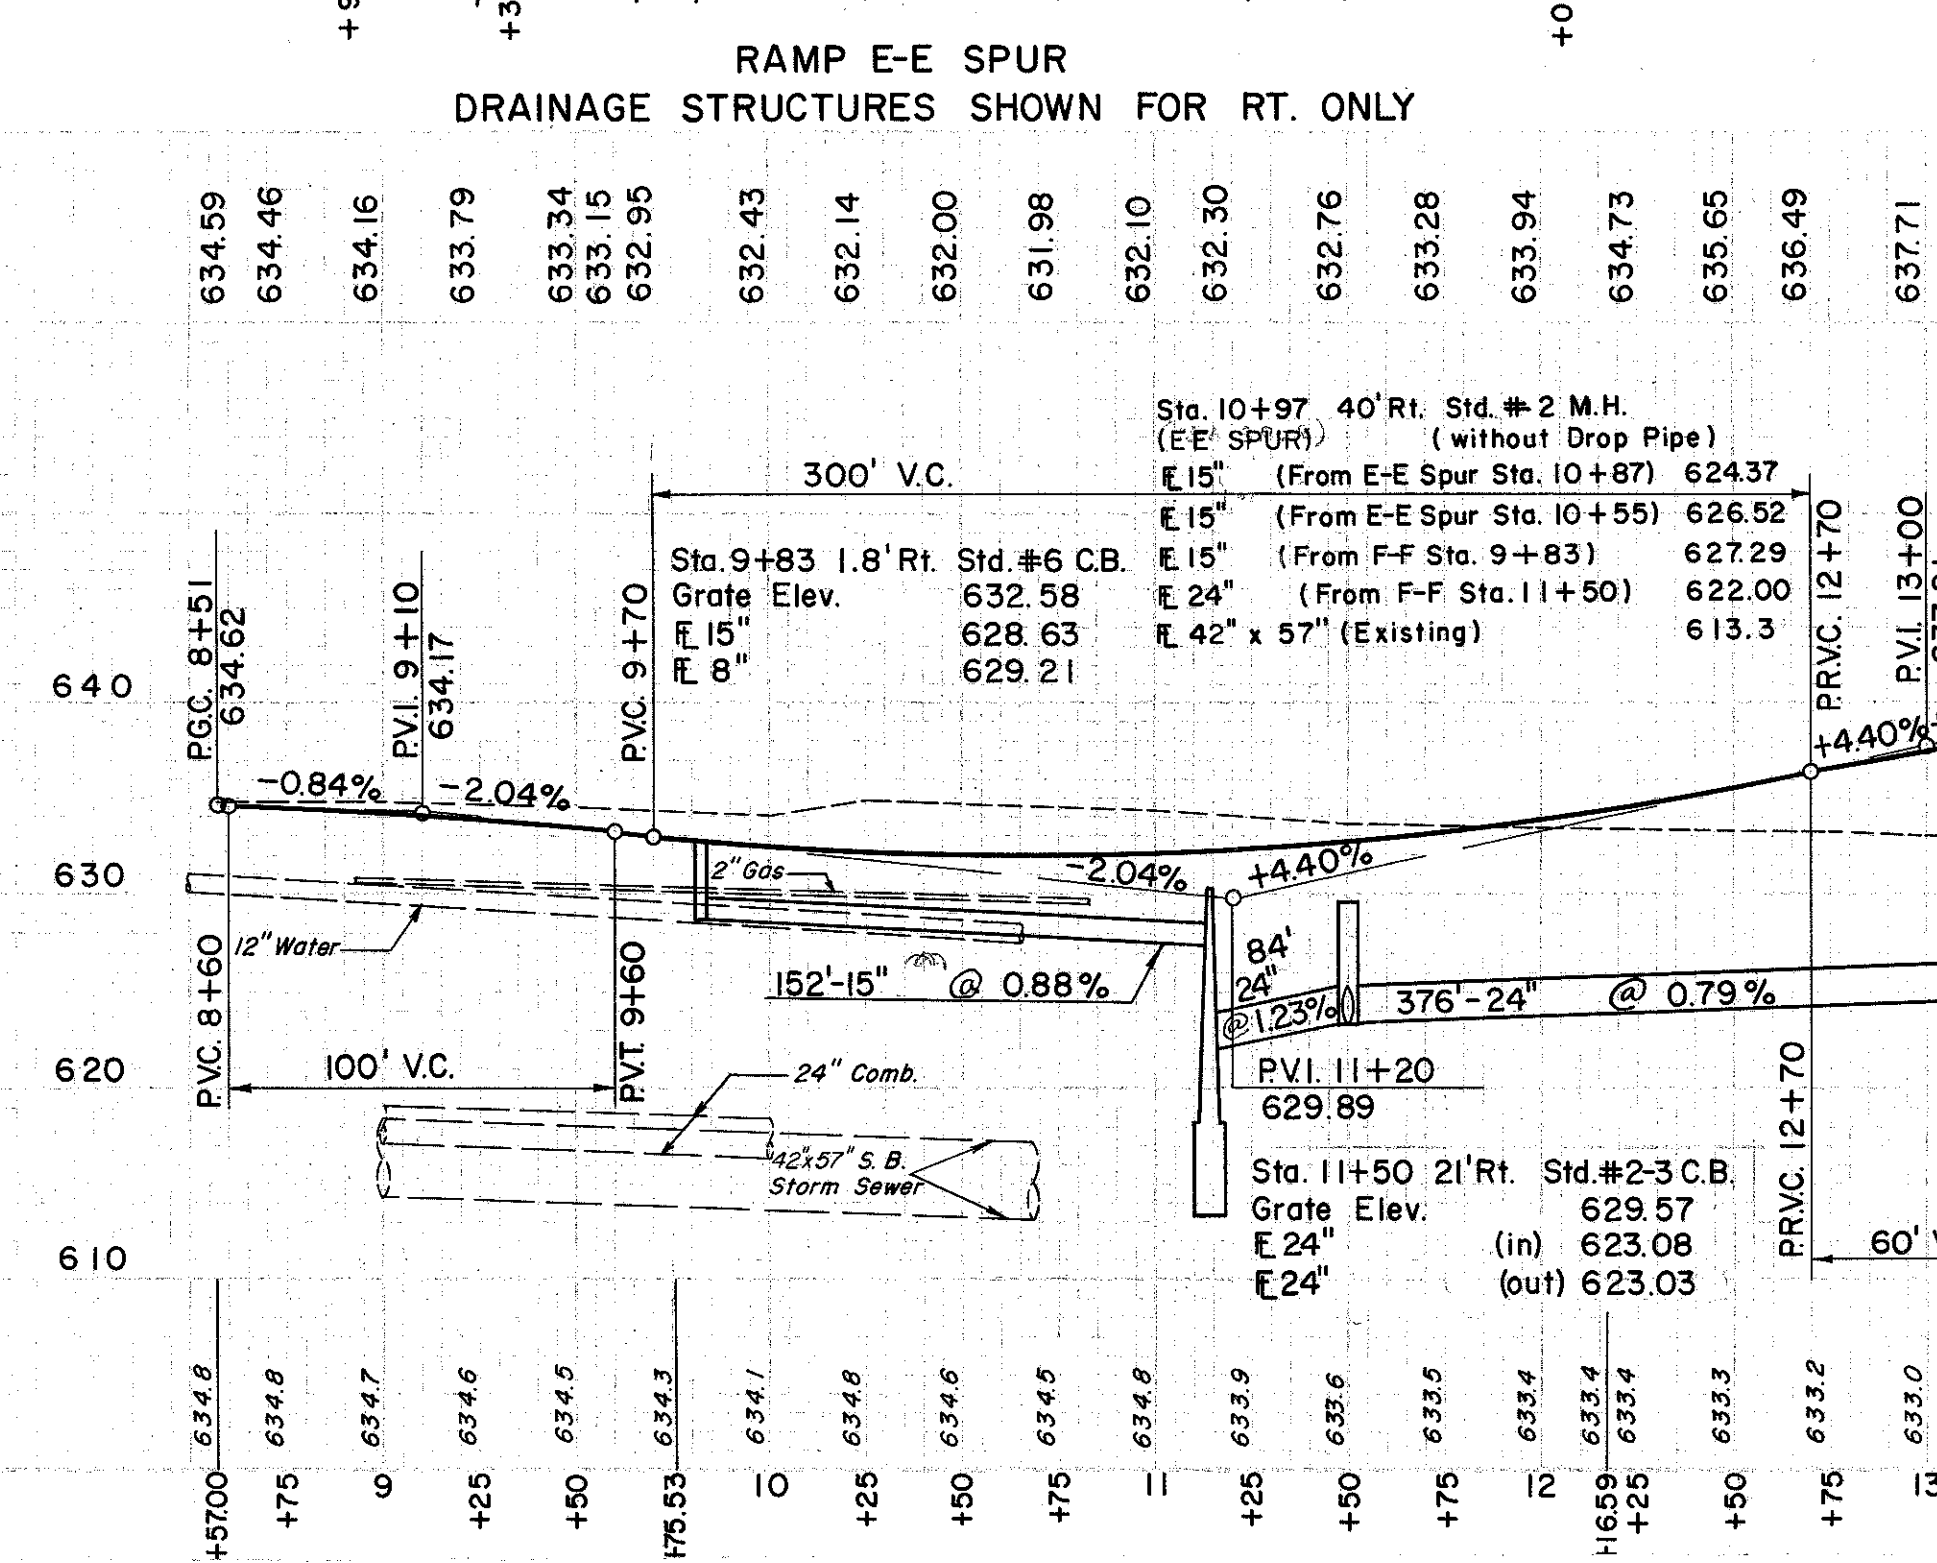 +0
RAMP E-E SPUR
DRAINAGE STRUCTURES SHOWN FOR RT. ONLY
634.59 634.46 634.16 633.79 633.34 633.15 632.95 632.43 632.14 632.00 631.98 632.10 632.30 632.76 633.28 633.94 634.73 635.65 636.49 637.71
Sta. 10+97 40' Rt. Std. #2 M.H.
(EE SPUR) (without Drop Pipe)
FL 15" (From E-E Spur Sta. 10+87) 624.37
FL 15" (From E-E Spur Sta. 10+55) 626.52
FL 15" (From F-F Sta. 9+83) 627.29
FL 24" (From F-F Sta. 11+50) 622.00
FL 42" x 57" (Existing) 613.3
300' V.C.
Sta. 9+83 1.8' Rt. Std. #6 C.B.
Grate Elev. 632.58
FL 15" 628.63
FL 8" 629.21
P.G.C. 8+51
634.62
P.V.I. 9+10
634.17
P.V.C. 9+70
P.R.V.C. 12+70
P.V.I. 13+00
640
-0.84%
-2.04%
+4.40%
630
2" Gas
-2.04%
+4.40%
12" Water
152'-15" @ 0.88%
84'
24"
@ 1.23%
376'-24" @ 0.79%
P.V.C. 8+60
P.V.T. 9+60
620
100' V.C.
24" Comb.
P.V.I. 11+20
629.89
P.R.V.C. 12+70
42"x57" S.B.
Storm Sewer
Sta. 11+50 21' Rt. Std. #2-3 C.B.
Grate Elev. 629.57
FL 24" (in) 623.08
FL 24" (out) 623.03
610
60'
634.8 634.8 634.7 634.6 634.5 634.3 634.1 634.8 634.6 634.5 634.8 633.9 633.6 633.5 633.4 633.4 633.4 633.3 633.2 633.0
+57.00 +75 9 +25 +50 +75.53 10 +25 +50 +75 11 +25 +50 +75 12 +16.59 +25 +50 +75 13